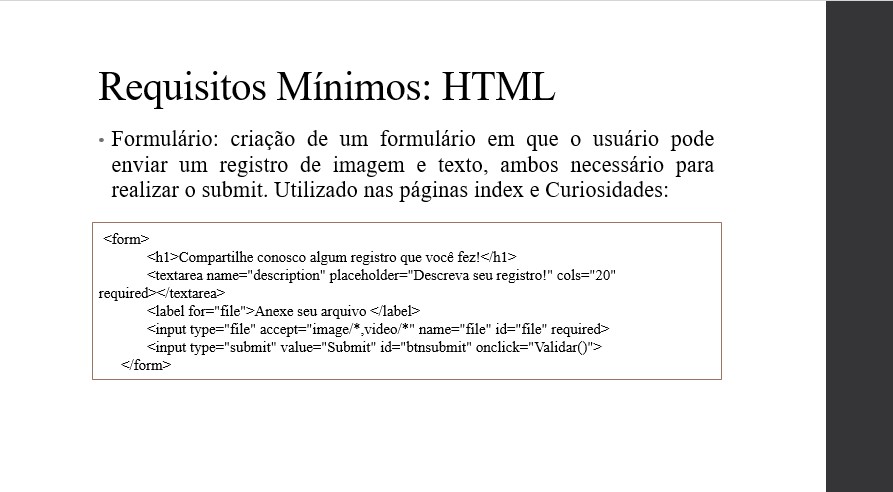 Requisitos Mínimos: HTML
• Formulário: criação de um formulário em que o usuário pode
enviar um registro de imagem e texto, ambos necessário para
realizar o submit. Utilizado nas páginas index e Curiosidades:
<form>
<h1>Compartilhe conosco algum registro que você fez!</h1>
<textarea name="description" placeholder="Descreva seu registro!" cols="20"
required></textarea>
<label for="file">Anexe seu arquivo </label>
<input type="file" accept="image/*,video/*" name="file" id="file" required>
<input type="submit" value="Submit" id="btnsubmit" onclick="Validar()">
</form>